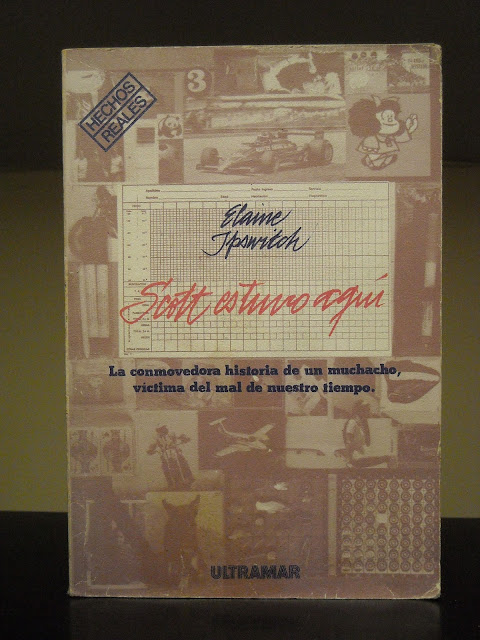 HECHOS
REALES
3
Elaine
Ipswitch
Scott estuvo aquí
La conmovedora historia de un muchacho,
víctima del mal de nuestro tiempo.
ULTRAMAR